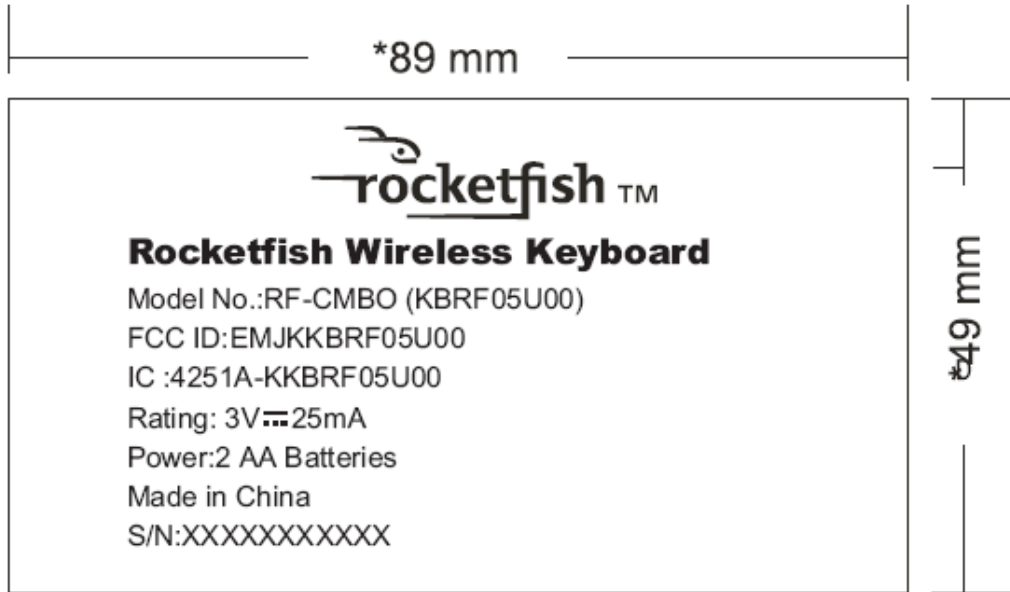 *89 mm
rocketfish TM
Rocketfish Wireless Keyboard
Model No.:RF-CMBO (KBRF05U00)
FCC ID:EMJKKBRF05U00
IC :4251A-KKBRF05U00
Rating: 3V⎓25mA
Power:2 AA Batteries
Made in China
S/N:XXXXXXXXXXX
*49 mm